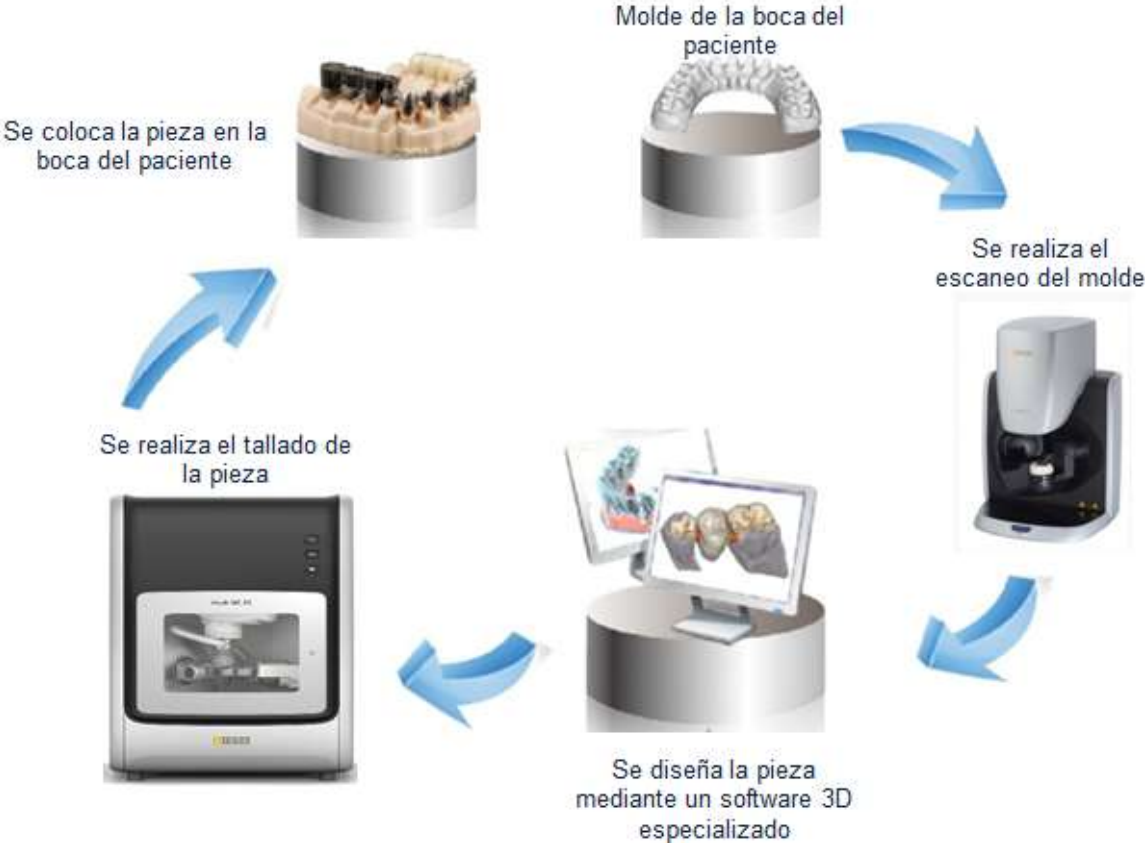 Molde de la boca del
paciente
Se realiza el
escaneo del molde
Se diseña la pieza
mediante un software 3D
especializado
Se realiza el tallado de
la pieza
Se coloca la pieza en la
boca del paciente